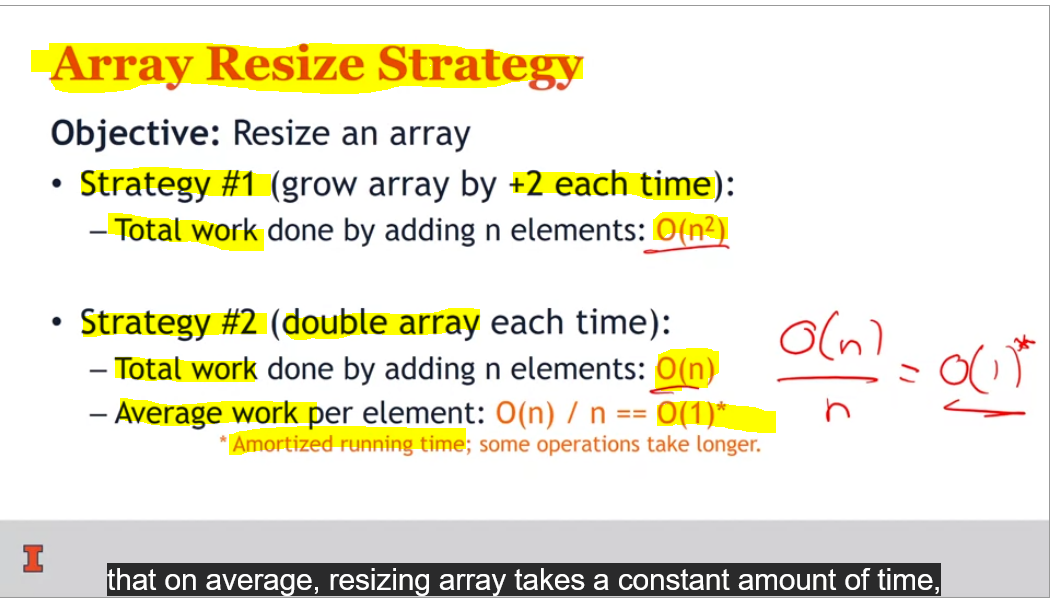 Array Resize Strategy
Objective: Resize an array
• Strategy #1 (grow array by +2 each time):
– Total work done by adding n elements: O(n²)
• Strategy #2 (double array each time):
– Total work done by adding n elements: O(n)
– Average work per element: O(n) / n == O(1)*
* Amortized running time; some operations take longer.
O(n)
n
= O(1)*
I
that on average, resizing array takes a constant amount of time,